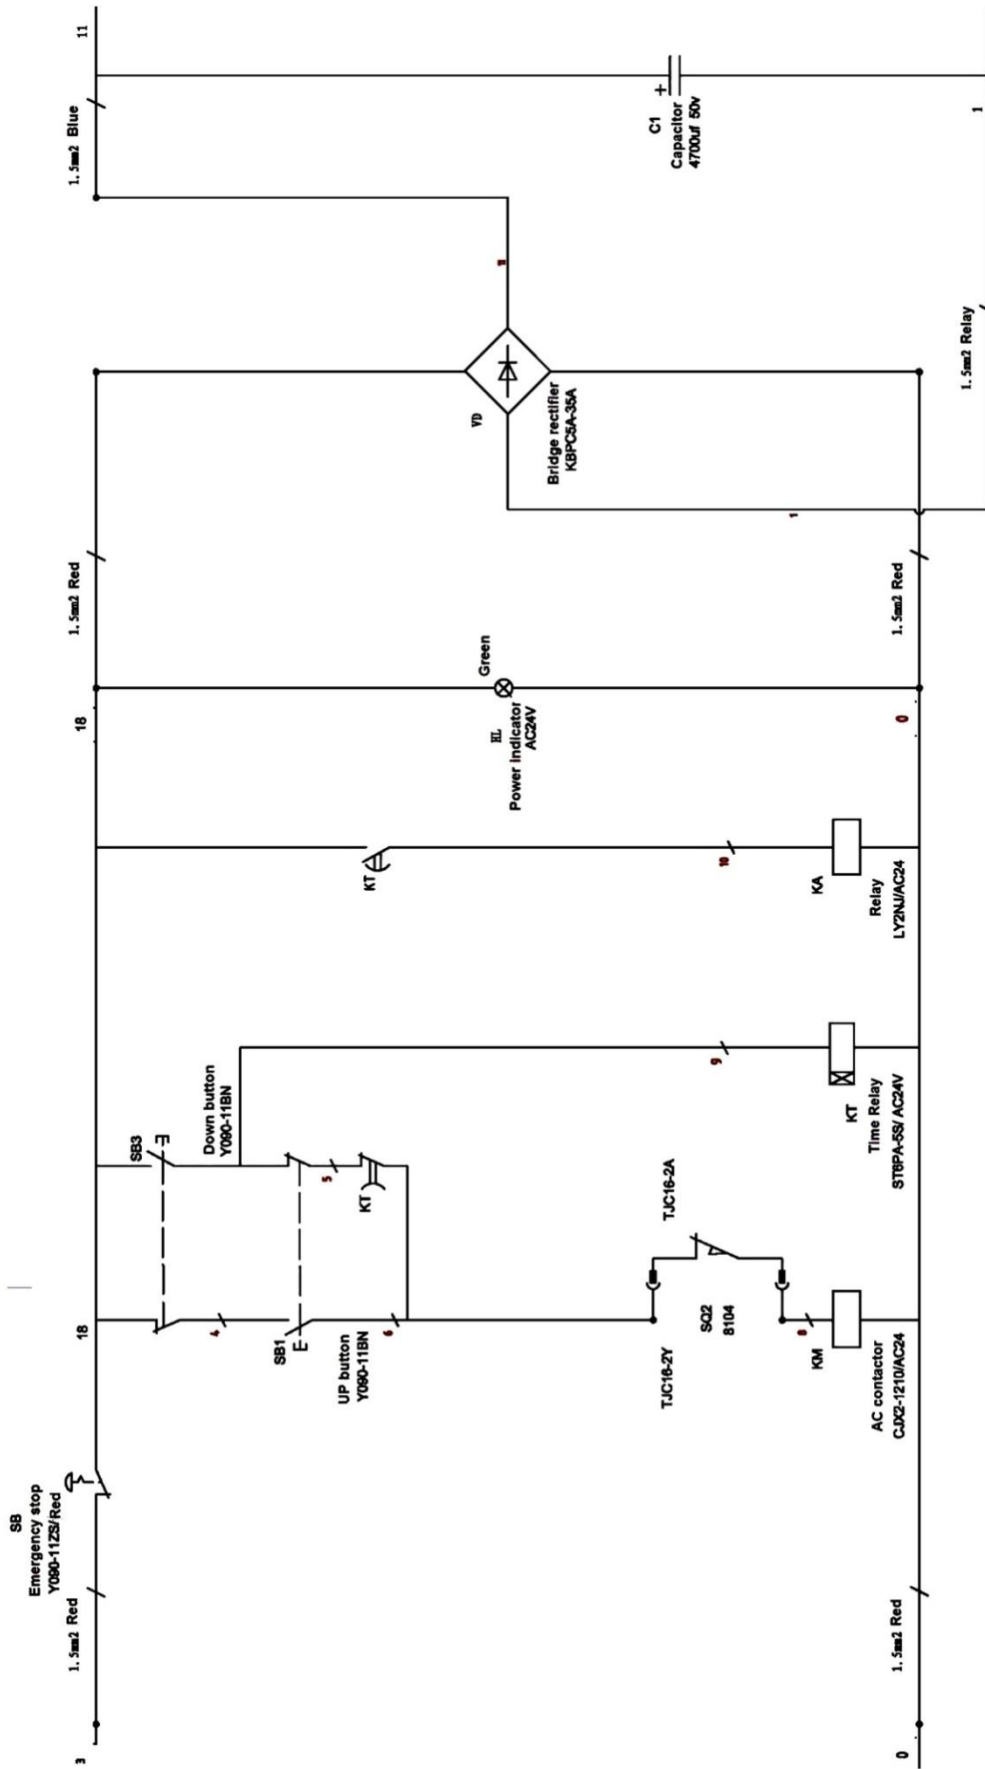 SB
Emergency stop
Y090-11ZS/Red
3
1.5mm2 Red
18
SB3
Down button
Y090-11BN
4
SB1
UP button
Y090-11BN
5
KT
6
TJC16-2Y
TJC16-2A
SQ2
8104
8
KM
AC contactor
CJX2-1210/AC24
0
1.5mm2 Red
9
KT
Time Relay
ST6PA-5S/ AC24V
KT
10
KA
Relay
LY2NJ/AC24
18
HL
Power indicator
AC24V
Green
0
1.5mm2 Red
1.5mm2 Red
VD
Bridge rectifier
KBPC5A-35A
1
11
1.5mm2 Blue
11
C1
Capacitor
4700uf 50v
+
1.5mm2 Relay
1